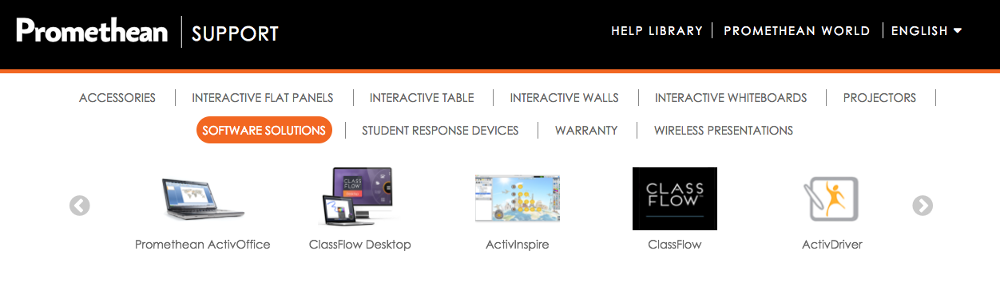 Promethean SUPPORT HELP LIBRARY PROMETHEAN WORLD ENGLISH
ACCESSORIES INTERACTIVE FLAT PANELS INTERACTIVE TABLE INTERACTIVE WALLS INTERACTIVE WHITEBOARDS PROJECTORS
SOFTWARE SOLUTIONS STUDENT RESPONSE DEVICES WARRANTY WIRELESS PRESENTATIONS
CLASS
FLOW
CLASS
FLOW
Promethean ActivOffice ClassFlow Desktop ActivInspire ClassFlow ActivDriver